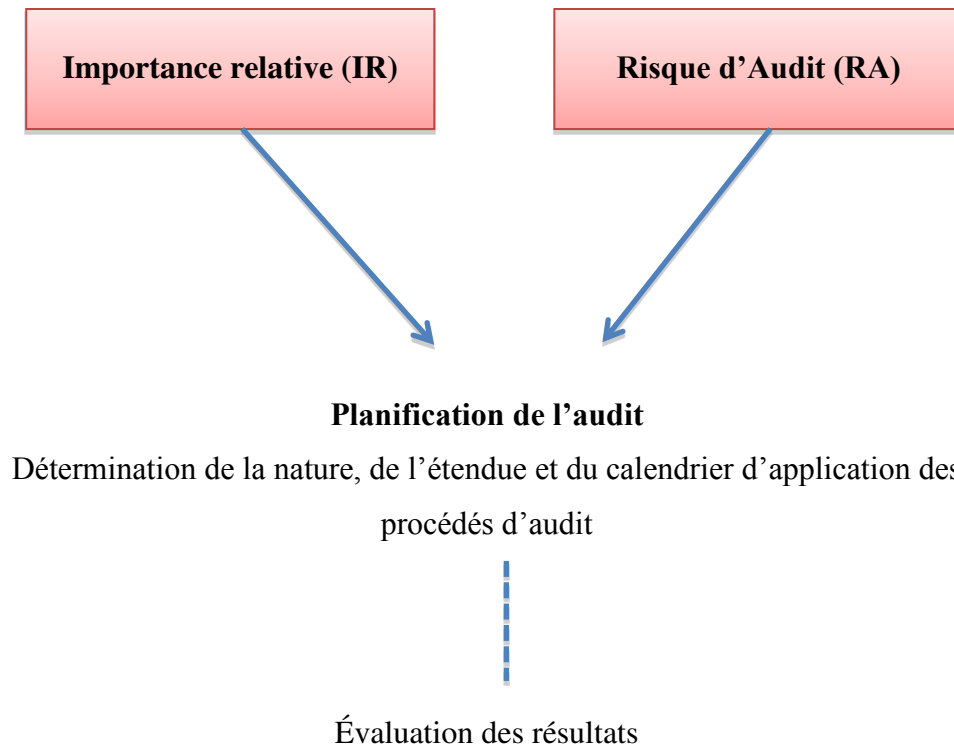 Importance relative (IR)
Risque d’Audit (RA)
Planification de l’audit
Détermination de la nature, de l’étendue et du calendrier d’application des
procédés d’audit
Évaluation des résultats